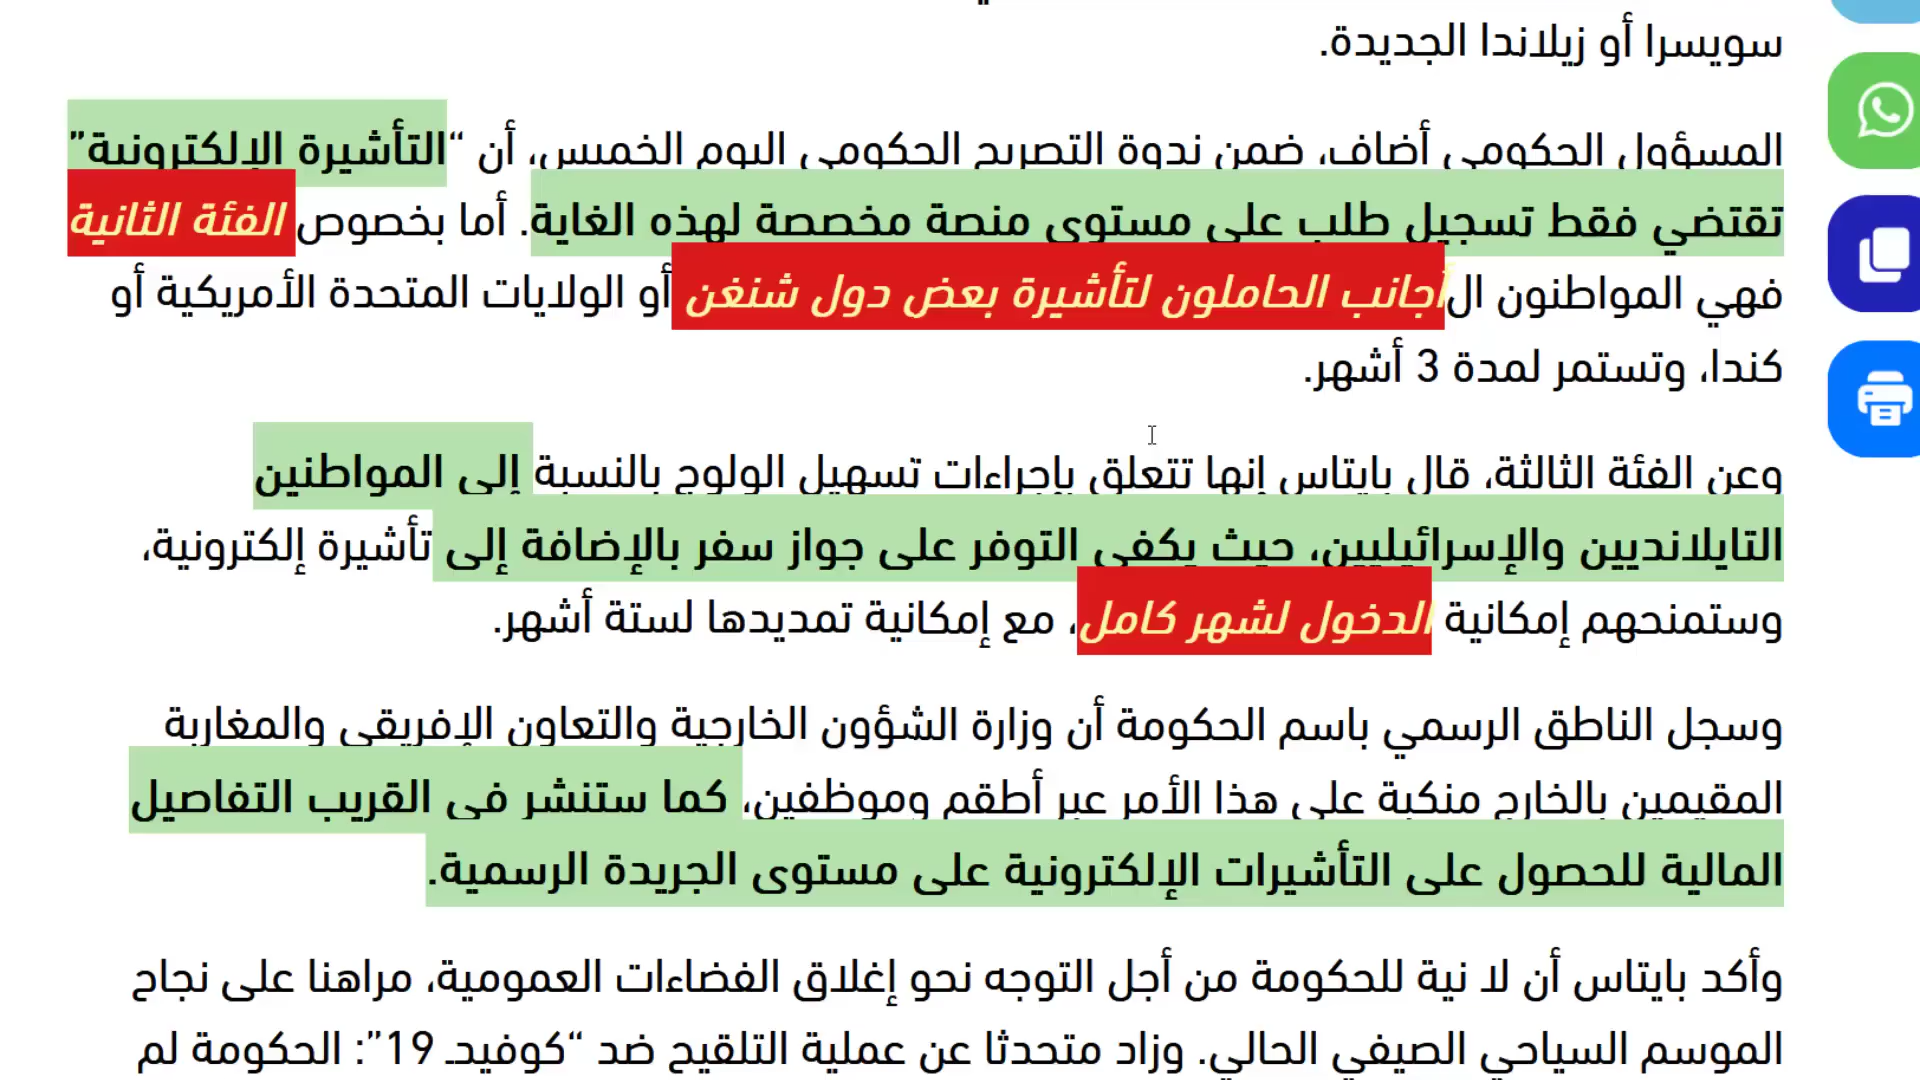 سويسرا أو زيلاندا الجديدة.
المسؤول الحكومي أضاف، ضمن ندوة التصريح الحكومي اليوم الخميس، أن “التأشيرة الإلكترونية”
تقتضي فقط تسجيل طلب على مستوى منصة مخصصة لهذه الغاية. أما بخصوص الفئة الثانية
فهي المواطنون الأجانب الحاملون لتأشيرة بعض دول شنغن أو الولايات المتحدة الأمريكية أو
كندا، وتستمر لمدة 3 أشهر.
وعن الفئة الثالثة، قال بايتاس إنها تتعلق بإجراءات تسهيل الولوج بالنسبة إلى المواطنين
التايلانديين والإسرائيليين، حيث يكفي التوفر على جواز سفر بالإضافة إلى تأشيرة إلكترونية،
وستمنحهم إمكانية الدخول لشهر كامل، مع إمكانية تمديدها لستة أشهر.
وسجل الناطق الرسمي باسم الحكومة أن وزارة الشؤون الخارجية والتعاون الإفريقي والمغاربة
المقيمين بالخارج منكبة على هذا الأمر عبر أطقم وموظفين، كما ستنشر في القريب التفاصيل
المالية للحصول على التأشيرات الإلكترونية على مستوى الجريدة الرسمية.
وأكد بايتاس أن لا نية للحكومة من أجل التوجه نحو إغلاق الفضاءات العمومية، مراهنا على نجاح
الموسم السياحي الصيفي الحالي. وزاد متحدثا عن عملية التلقيح ضد “كوفيد 19”: الحكومة لم